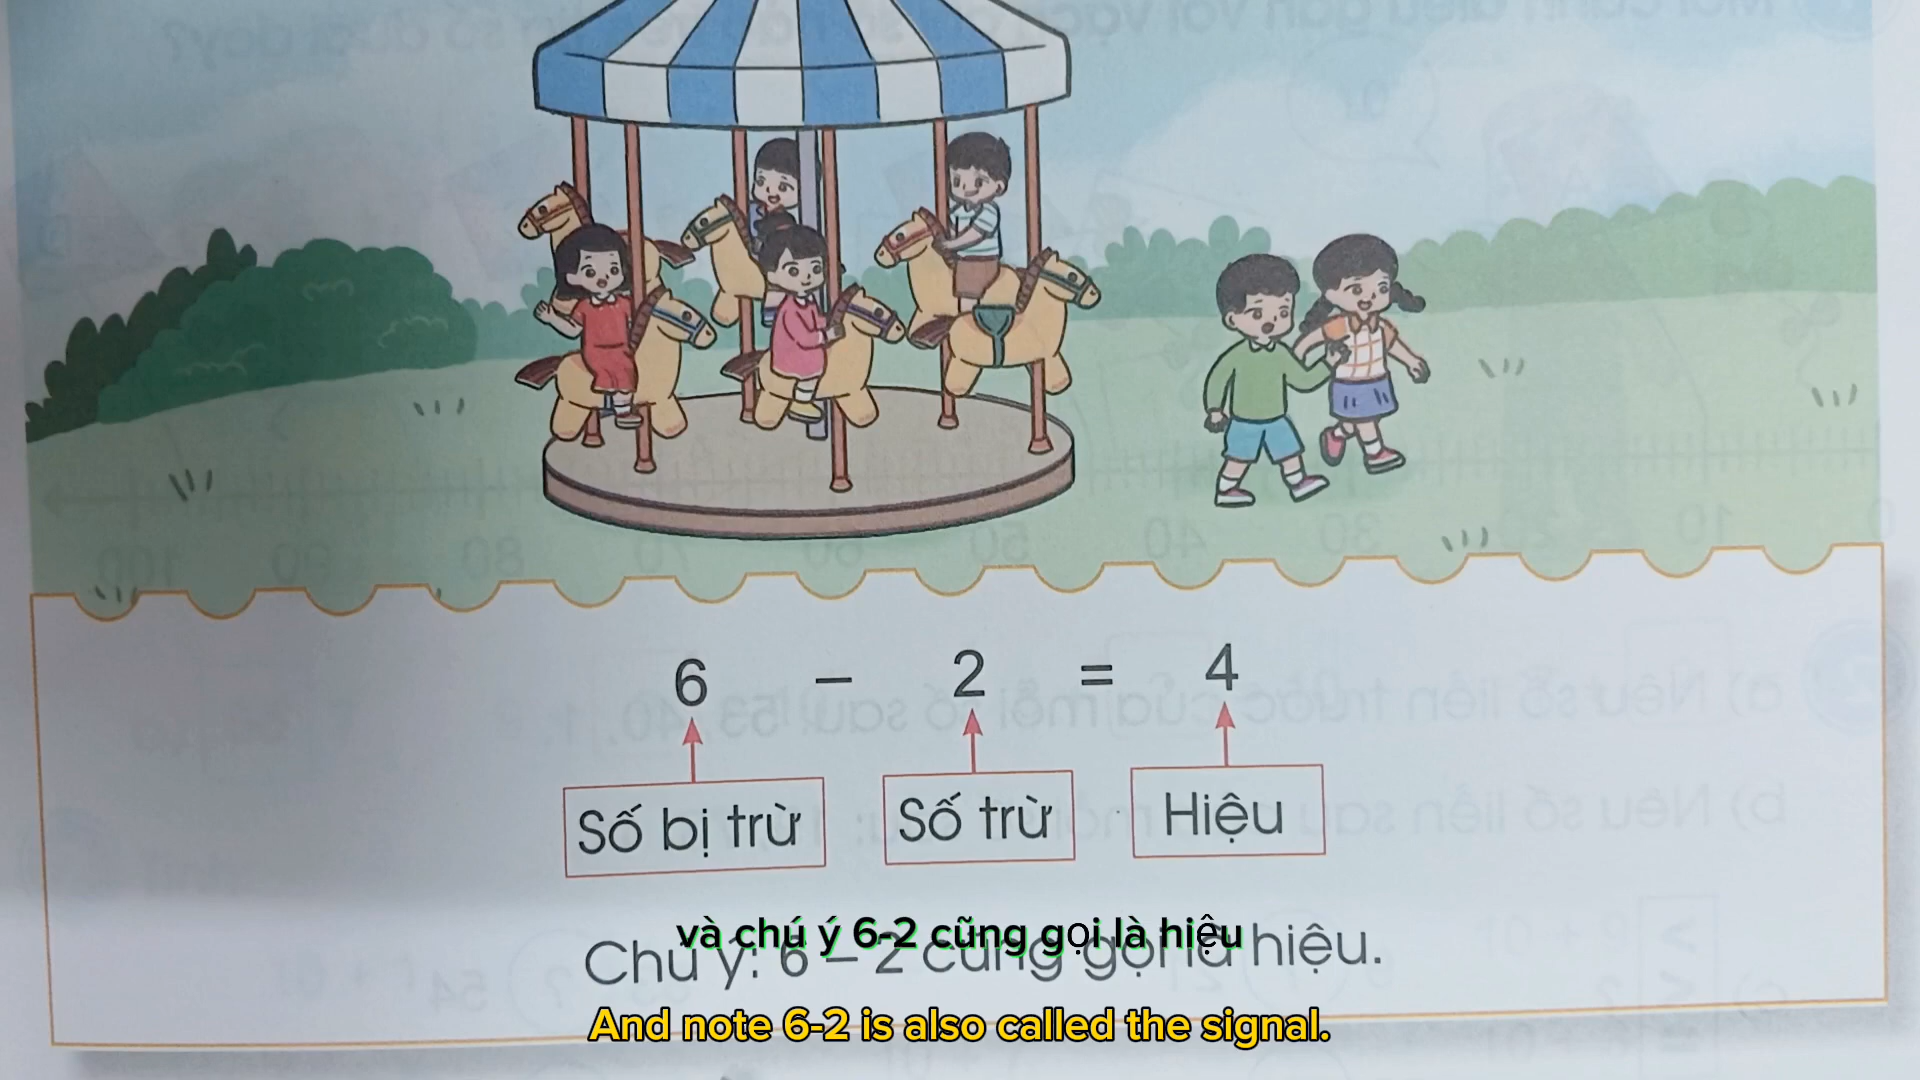 6 – 2 = 4
Số bị trừ Số trừ Hiệu
và chú ý 6-2 cũng gọi là hiệu
Chú ý: 6 – 2 cũng gọi là hiệu.
And note 6-2 is also called the signal.